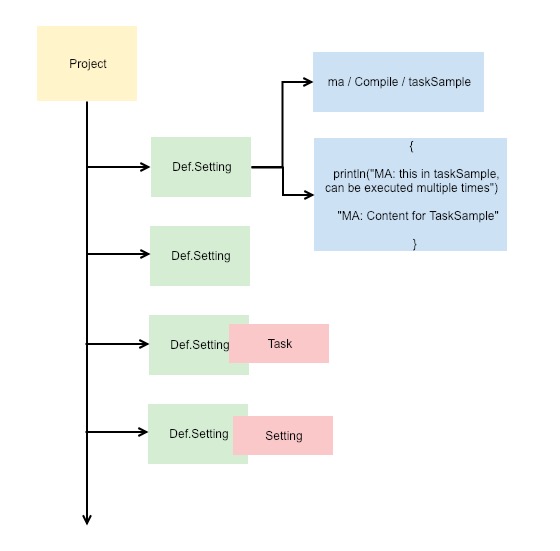 Project
ma / Compile / taskSample
Def.Setting
{
println("MA: this in taskSample,
can be executed multiple times")
"MA: Content for TaskSample"
}
Def.Setting
Def.Setting
Task
Def.Setting
Setting